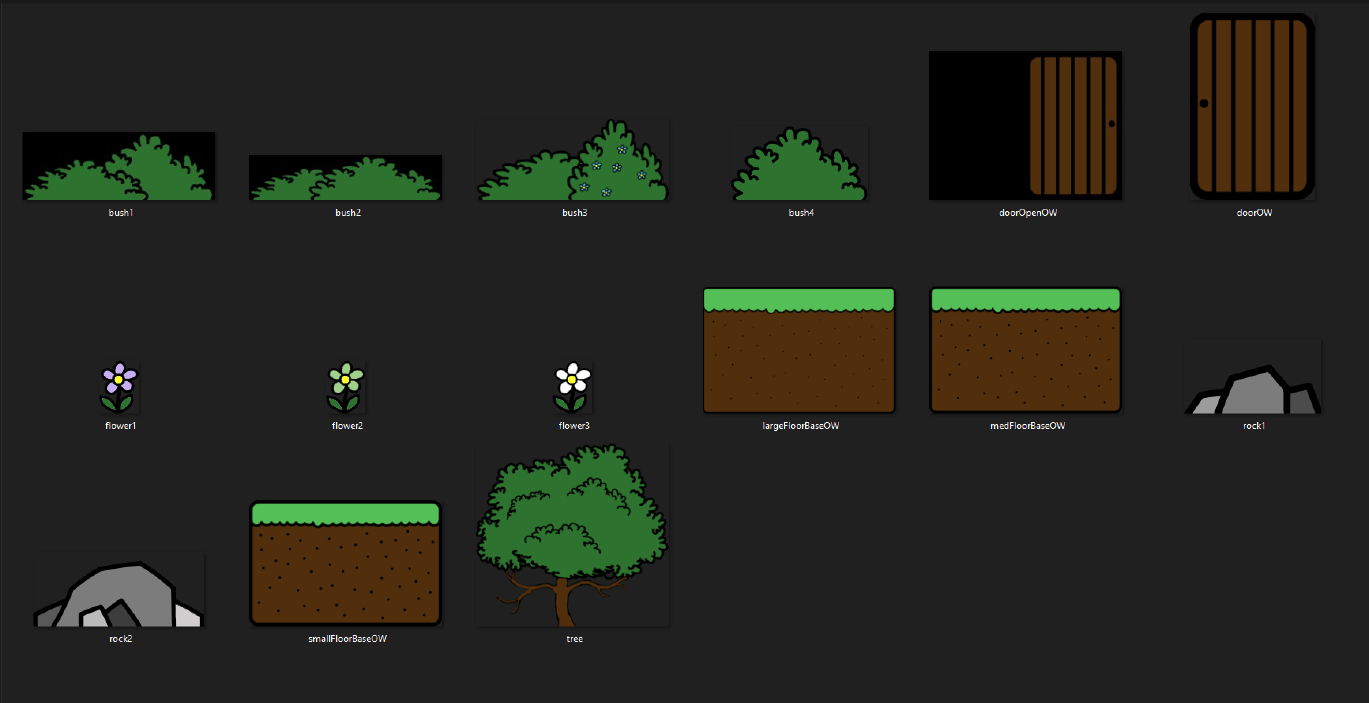 bush1
bush2
bush3
bush4
doorOpenOW
doorOW
flower1
flower2
flower3
largeFloorBaseOW
medFloorBaseOW
rock1
rock2
smallFloorBaseOW
tree